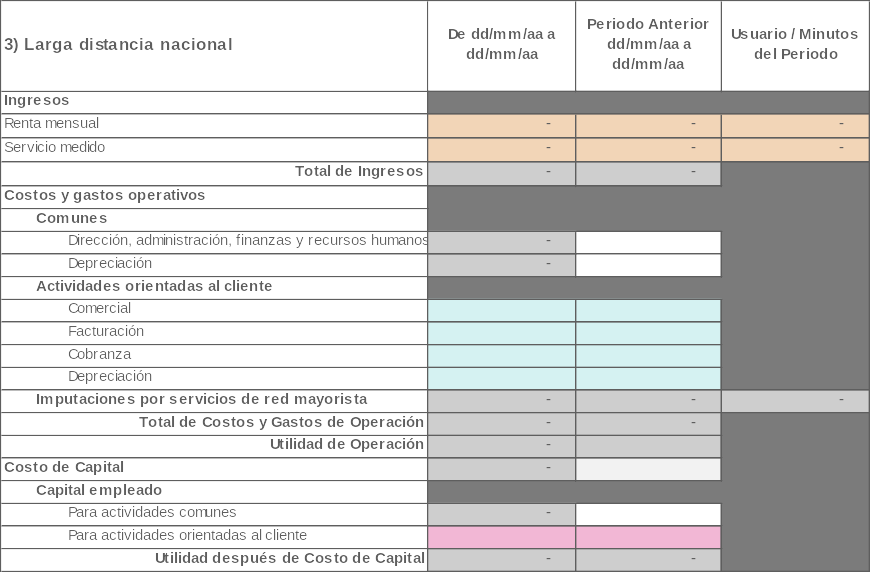 3) Larga distancia nacional
De dd/mm/aa a
dd/mm/aa
Periodo Anterior
dd/mm/aa a
dd/mm/aa
Usuario / Minutos
del Periodo
Ingresos
Renta mensual - - -
Servicio medido - - -
Total de Ingresos - -
Costos y gastos operativos
Comunes
Dirección, administración, finanzas y recursos humanos -
Depreciación -
Actividades orientadas al cliente
Comercial
Facturación
Cobranza
Depreciación
Imputaciones por servicios de red mayorista - - -
Total de Costos y Gastos de Operación - -
Utilidad de Operación -
Costo de Capital -
Capital empleado
Para actividades comunes -
Para actividades orientadas al cliente
Utilidad después de Costo de Capital - -